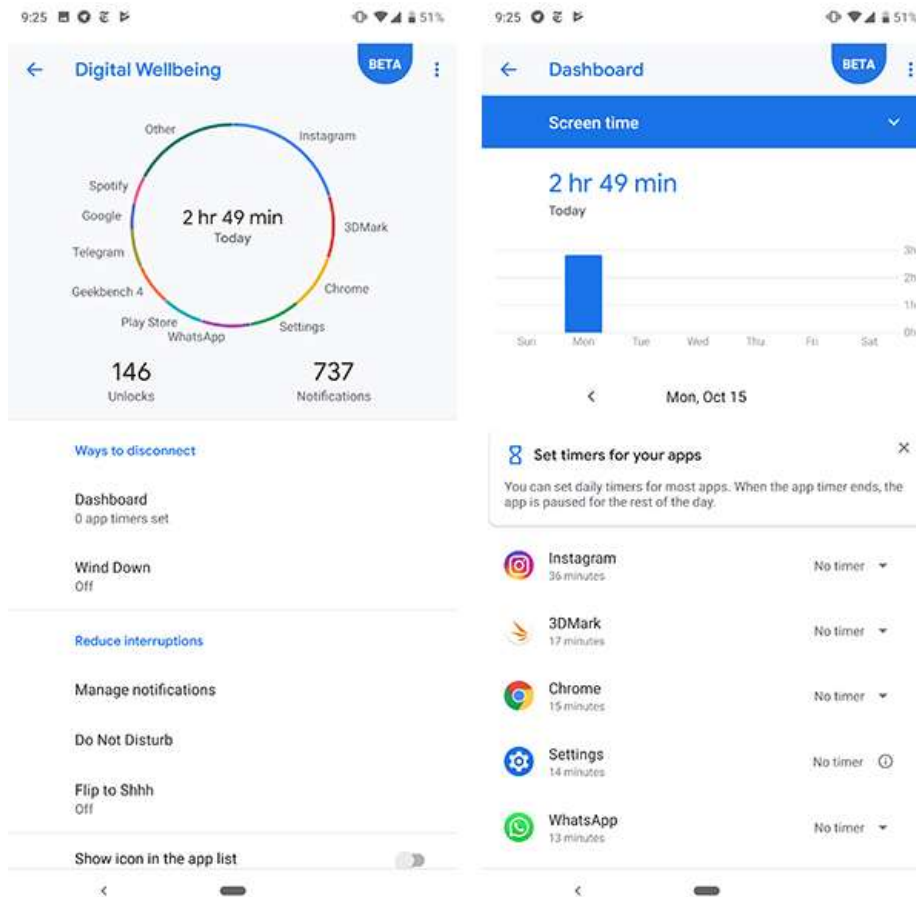 9:25
51%
Digital Wellbeing
BETA
Other
Instagram
Spotify
Google
2 hr 49 min
Today
3DMark
Telegram
Geekbench 4
Chrome
Play Store
WhatsApp
Settings
146
Unlocks
737
Notifications
Ways to disconnect
Dashboard
0 app timers set
Wind Down
Off
Reduce interruptions
Manage notifications
Do Not Disturb
Flip to Shhh
Off
Show icon in the app list
9:25
51%
Dashboard
BETA
Screen time
2 hr 49 min
Today
3h
2h
1h
0h
Sun Mon Tue Wed Thu Fri Sat
Mon, Oct 15
Set timers for your apps
You can set daily timers for most apps. When the app timer ends, the
app is paused for the rest of the day.
Instagram
36 minutes
No timer
3DMark
17 minutes
No timer
Chrome
15 minutes
No timer
Settings
14 minutes
No timer
WhatsApp
13 minutes
No timer